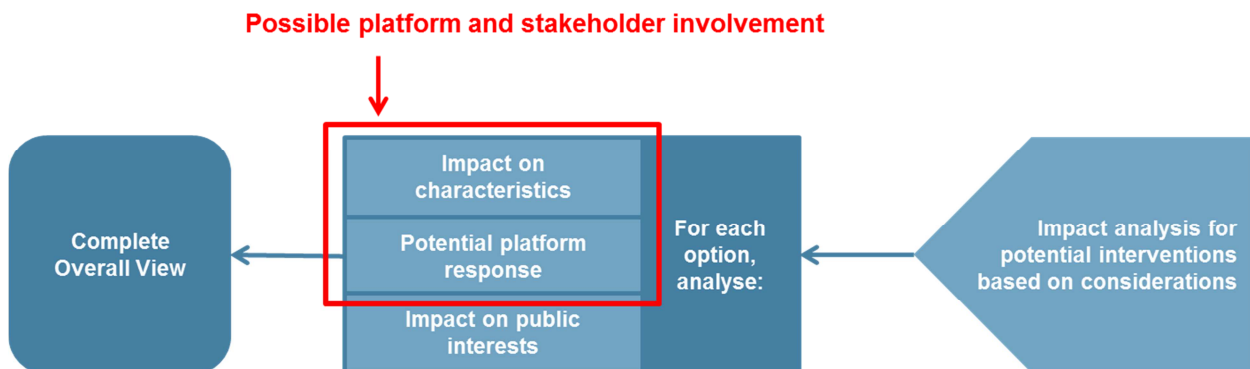 Possible platform and stakeholder involvement
Complete
Overall View
Impact on
characteristics
Potential platform
response
Impact on public
interests
For each
option,
analyse:
Impact analysis for
potential interventions
based on considerations